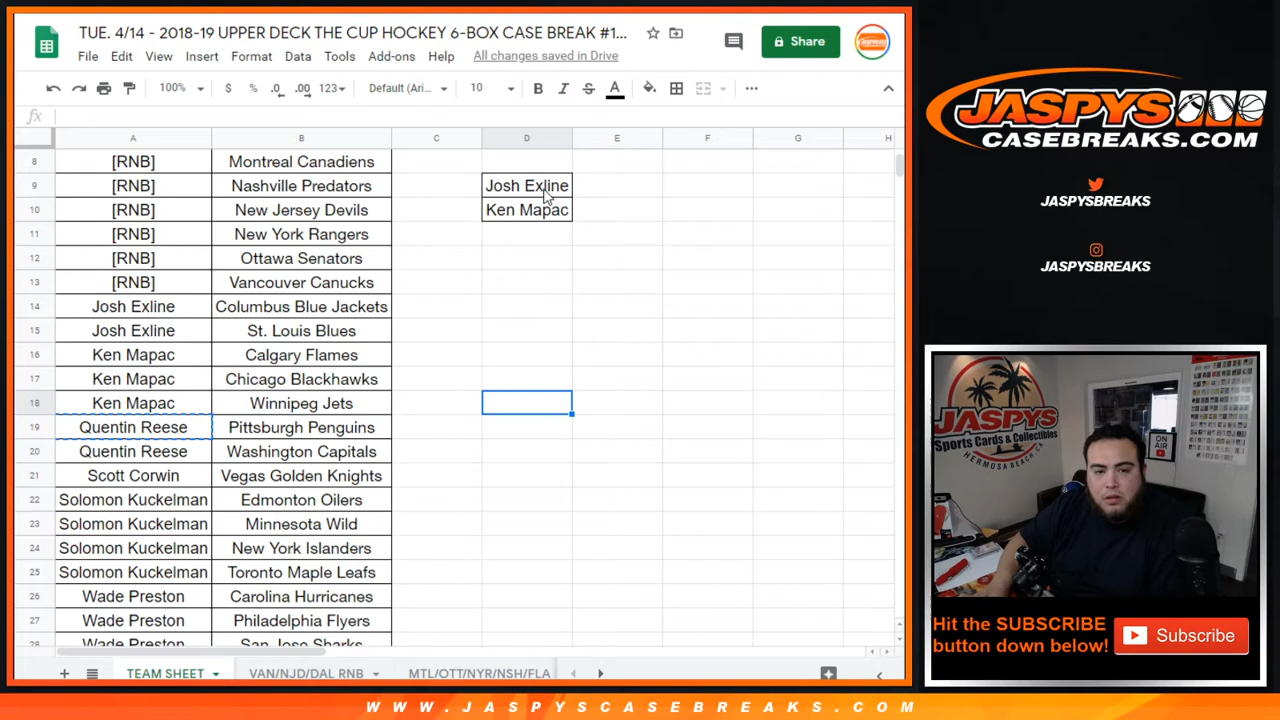 TUE. 4/14 - 2018-19 UPPER DECK THE CUP HOCKEY 6-BOX CASE BREAK #1...
Share
File Edit View Insert Format Data Tools Add-ons Help All changes saved in Drive
100% $ % .0 .00 123 Default (Ari... 10 B I S A
fx
A B C D E F G H
8 [RNB] Montreal Canadiens
9 [RNB] Nashville Predators Josh Exline
10 [RNB] New Jersey Devils Ken Mapac
11 [RNB] New York Rangers
12 [RNB] Ottawa Senators
13 [RNB] Vancouver Canucks
14 Josh Exline Columbus Blue Jackets
15 Josh Exline St. Louis Blues
16 Ken Mapac Calgary Flames
17 Ken Mapac Chicago Blackhawks
18 Ken Mapac Winnipeg Jets
19 Quentin Reese Pittsburgh Penguins
20 Quentin Reese Washington Capitals
21 Scott Corwin Vegas Golden Knights
22 Solomon Kuckelman Edmonton Oilers
23 Solomon Kuckelman Minnesota Wild
24 Solomon Kuckelman New York Islanders
25 Solomon Kuckelman Toronto Maple Leafs
26 Wade Preston Carolina Hurricanes
27 Wade Preston Philadelphia Flyers
28 Wade Preston San Jose Sharks
TEAM SHEET VAN/NJD/DAL RNB MTL/OTT/NYR/NSH/FLA
JASPYS
CASEBREAKS.COM
JASPYSBREAKS
JASPYSBREAKS
JASPYS
Sports Cards & Collectibles
HERMOSA BEACH, CA
ON AIR
Hit the SUBSCRIBE
button down below!
Subscribe
WWW.JASPYSCASEBREAKS.COM